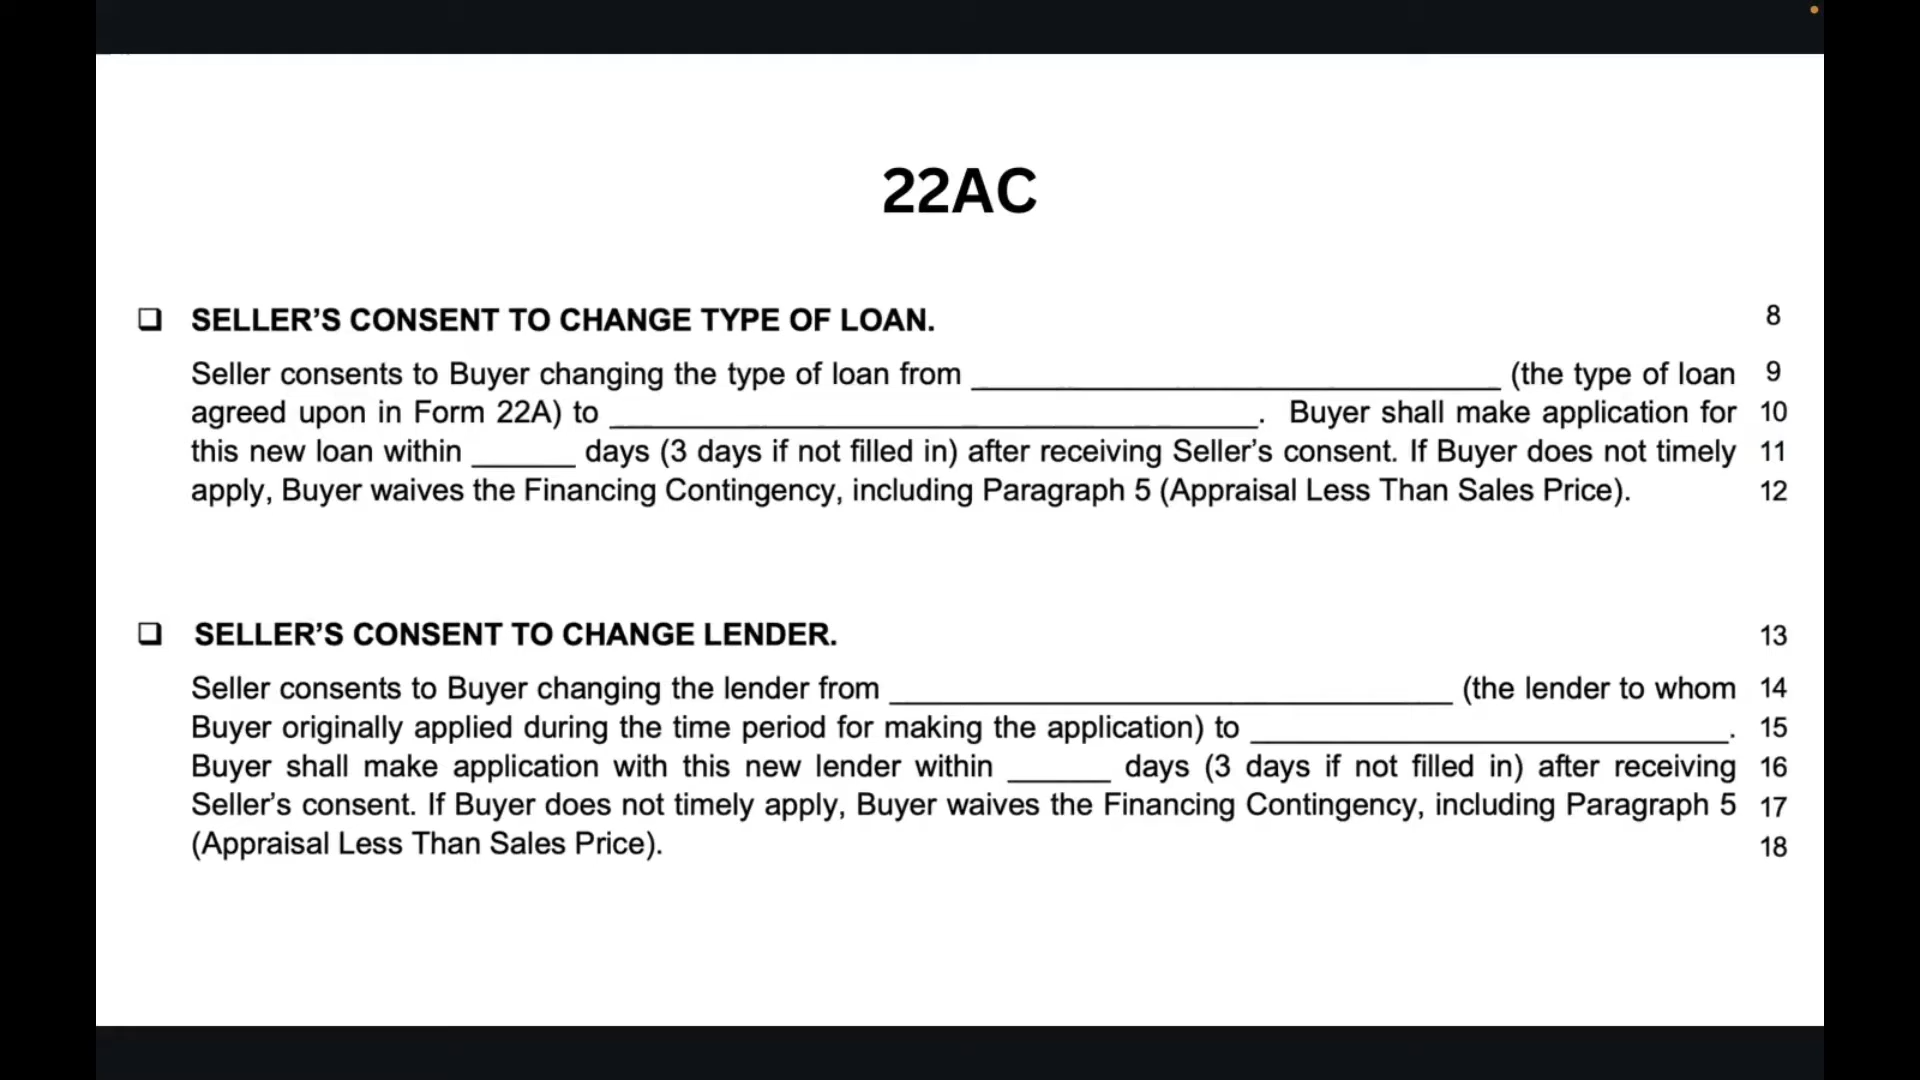 22AC
❏ SELLER’S CONSENT TO CHANGE TYPE OF LOAN. 8
Seller consents to Buyer changing the type of loan from ______________________________ (the type of loan 9
agreed upon in Form 22A) to _____________________________________. Buyer shall make application for 10
this new loan within ______ days (3 days if not filled in) after receiving Seller’s consent. If Buyer does not timely 11
apply, Buyer waives the Financing Contingency, including Paragraph 5 (Appraisal Less Than Sales Price). 12
❏ SELLER’S CONSENT TO CHANGE LENDER. 13
Seller consents to Buyer changing the lender from ________________________________ (the lender to whom 14
Buyer originally applied during the time period for making the application) to ___________________________. 15
Buyer shall make application with this new lender within ______ days (3 days if not filled in) after receiving 16
Seller’s consent. If Buyer does not timely apply, Buyer waives the Financing Contingency, including Paragraph 5 17
(Appraisal Less Than Sales Price). 18